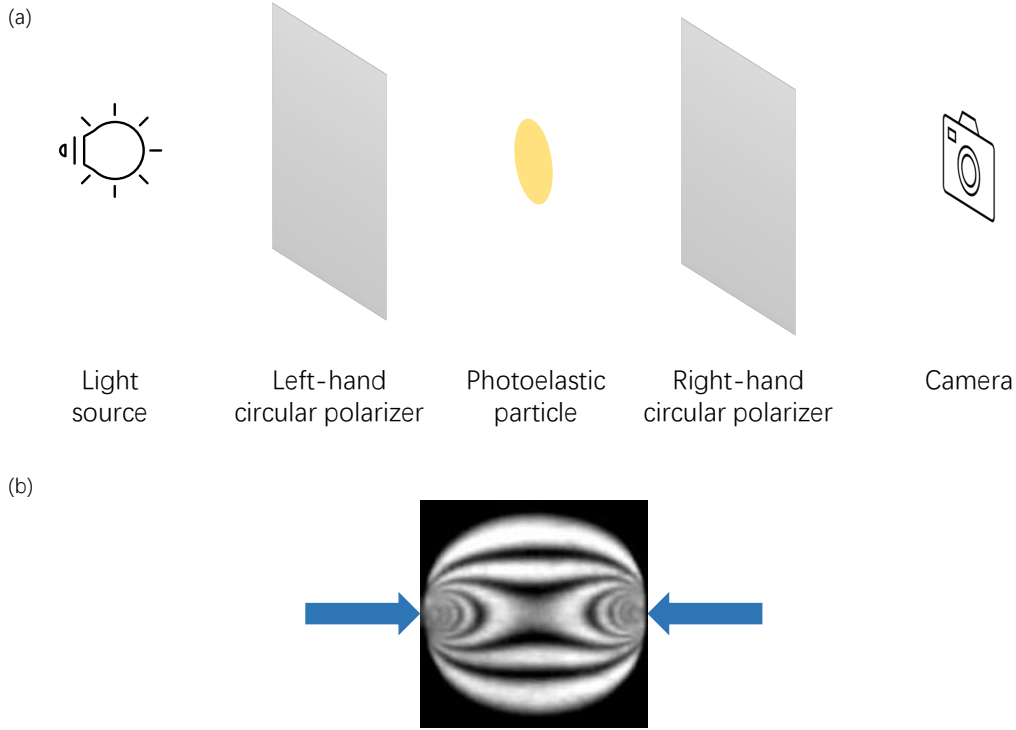 (a)
Light
source
Left-hand
circular polarizer
Photoelastic
particle
Right-hand
circular polarizer
Camera
(b)